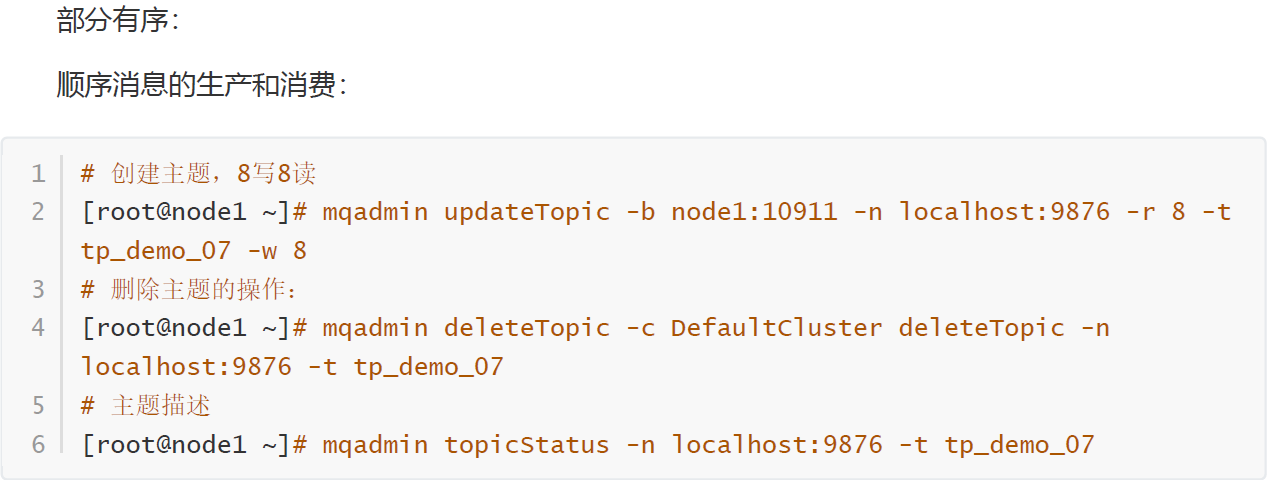 部分有序：
顺序消息的生产和消费：
1 # 创建主题，8写8读
2 [root@node1 ~]# mqadmin updateTopic -b node1:10911 -n localhost:9876 -r 8 -t
tp_demo_07 -w 8
3 # 删除主题的操作：
4 [root@node1 ~]# mqadmin deleteTopic -c DefaultCluster deleteTopic -n
localhost:9876 -t tp_demo_07
5 # 主题描述
6 [root@node1 ~]# mqadmin topicStatus -n localhost:9876 -t tp_demo_07